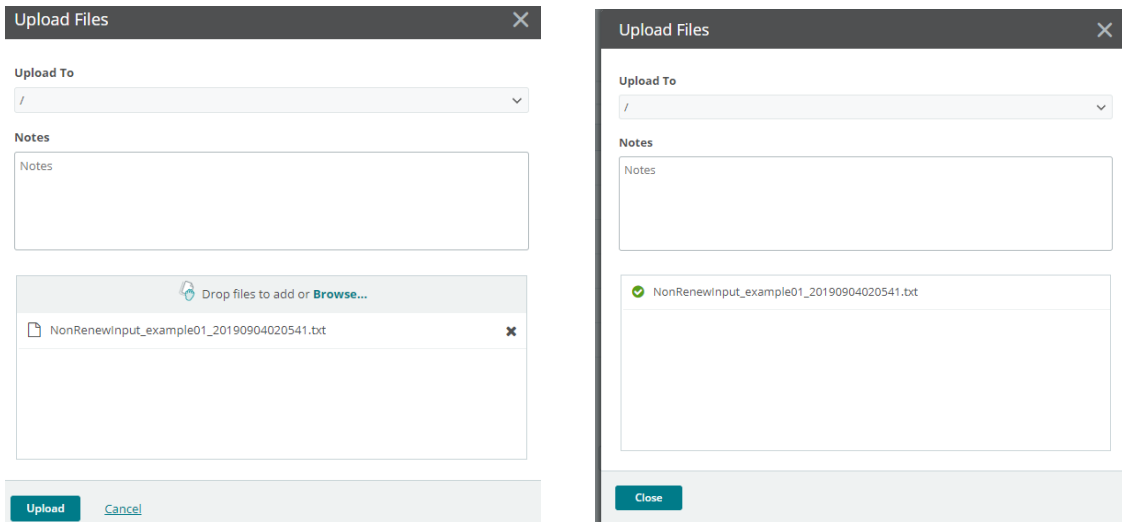 Upload Files
Upload To
/
Notes
Notes
Drop files to add or Browse...
NonRenewInput_example01_20190904020541.txt
Upload
Cancel
Upload Files
Upload To
/
Notes
Notes
NonRenewInput_example01_20190904020541.txt
Close